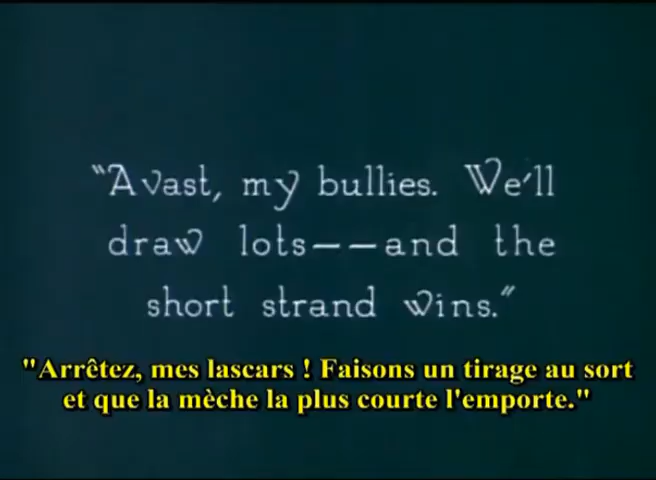 "Avast, my bullies. We'll
draw lots——and the
short strand wins."
"Arrêtez, mes lascars ! Faisons un tirage au sort
et que la mèche la plus courte l'emporte."